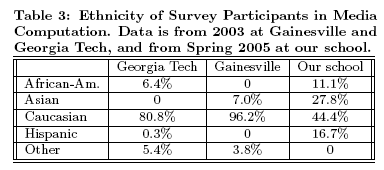 Table 3: Ethnicity of Survey Participants in Media
Computation. Data is from 2003 at Gainesville and
Georgia Tech, and from Spring 2005 at our school.
Georgia Tech Gainesville Our school
African-Am. 6.4% 0 11.1%
Asian 0 7.0% 27.8%
Caucasian 80.8% 96.2% 44.4%
Hispanic 0.3% 0 16.7%
Other 5.4% 3.8% 0